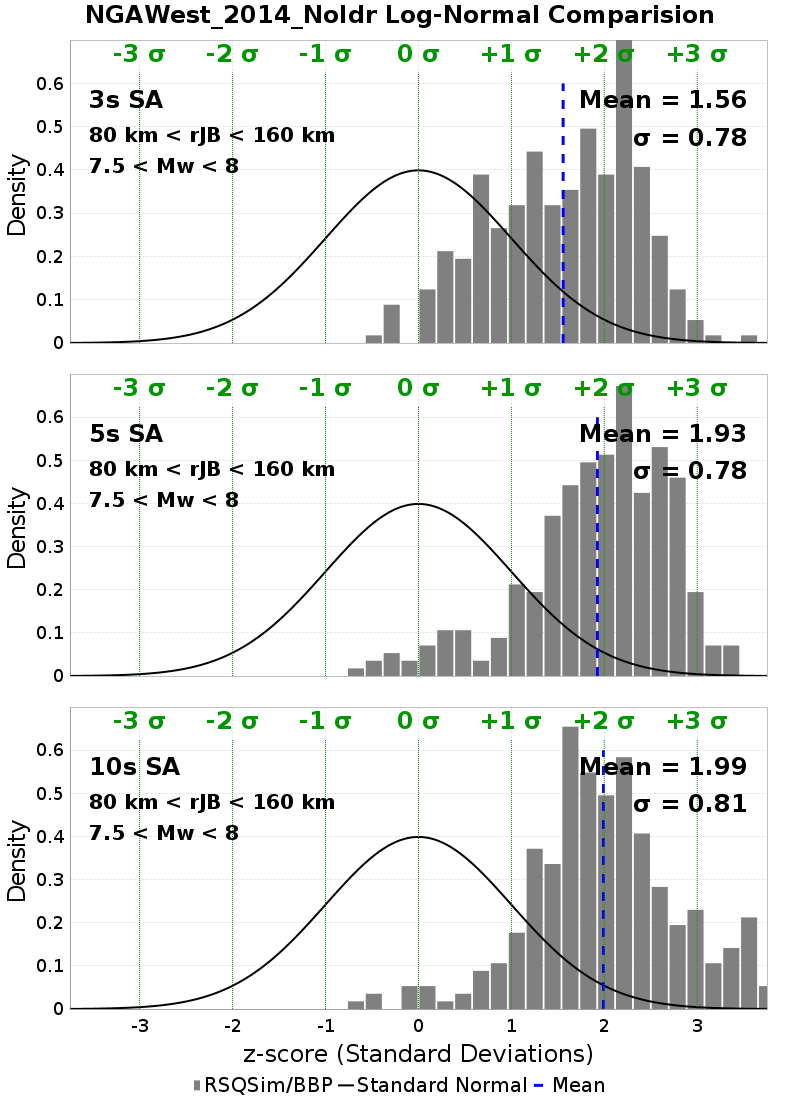 NGAWest_2014_NoIdr Log-Normal Comparision
-3 σ -2 σ -1 σ 0 σ +1 σ +2 σ +3 σ
3s SA
Mean = 1.56
80 km < rJB < 160 km
σ = 0.78
7.5 < Mw < 8
Density
0.6
0.5
0.4
0.3
0.2
0.1
0
-3 σ -2 σ -1 σ 0 σ +1 σ +2 σ +3 σ
5s SA
Mean = 1.93
80 km < rJB < 160 km
σ = 0.78
7.5 < Mw < 8
Density
0.6
0.5
0.4
0.3
0.2
0.1
0
-3 σ -2 σ -1 σ 0 σ +1 σ +2 σ +3 σ
10s SA
Mean = 1.99
80 km < rJB < 160 km
σ = 0.81
7.5 < Mw < 8
Density
0.6
0.5
0.4
0.3
0.2
0.1
0
-3 -2 -1 0 1 2 3
z-score (Standard Deviations)
RSQSim/BBP Standard Normal Mean